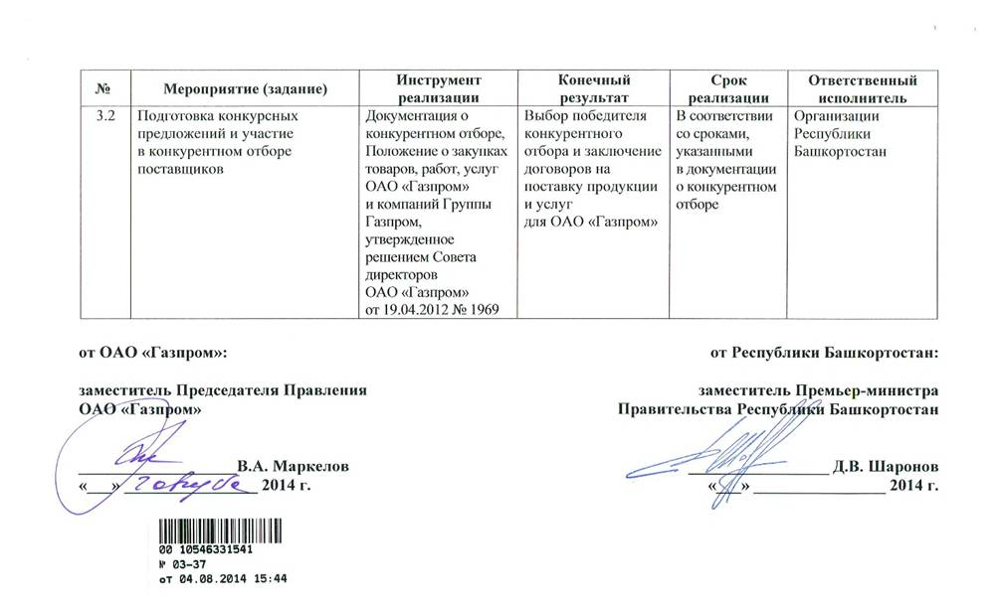 №
Мероприятие (задание)
Инструмент
реализации
Конечный
результат
Срок
реализации
Ответственный
исполнитель
3.2
Подготовка конкурсных
предложений и участие
в конкурентном отборе
поставщиков
Документация о
конкурентном отборе,
Положение о закупках
товаров, работ, услуг
ОАО «Газпром»
и компаний Группы
Газпром,
утвержденное
решением Совета
директоров
ОАО «Газпром»
от 19.04.2012 № 1969
Выбор победителя
конкурентного
отбора и заключение
договоров на
поставку продукции
и услуг
для ОАО «Газпром»
В соответствии
со сроками,
указанными
в документации
о конкурентном
отборе
Организации
Республики
Башкортостан
от ОАО «Газпром»:
заместитель Председателя Правления
ОАО «Газпром»
В.А. Маркелов
«___» 2014 г.
от Республики Башкортостан:
заместитель Премьер-министра
Правительства Республики Башкортостан
Д.В. Шаронов
«___» ________________ 2014 г.
00 10546331541
№ 03-37
от 04.08.2014 15:44